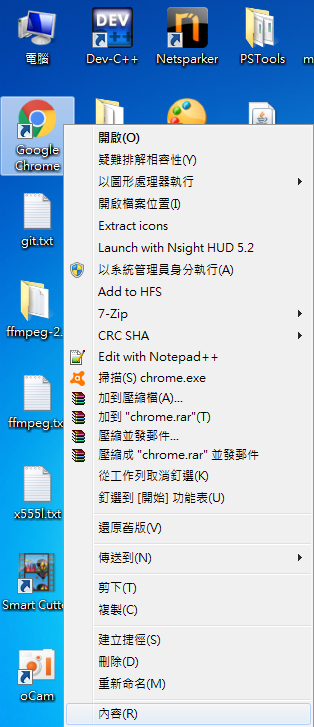 電腦
Dev-C++
Netsparker
PSTools
m
Google
Chrome
git.txt
ffmpeg-2.
ffmpeg.tx
x555l.txt
Smart Cutt
oCam
開啟(O)
疑難排解相容性(Y)
以圖形處理器執行
開啟檔案位置(I)
Extract icons
Launch with Nsight HUD 5.2
以系統管理員身分執行(A)
Add to HFS
7-Zip
CRC SHA
Edit with Notepad++
掃描(S) chrome.exe
加到壓縮檔(A)...
加到 "chrome.rar"(T)
壓縮並發郵件...
壓縮成 "chrome.rar" 並發郵件
從工作列取消釘選(K)
釘選到 [開始] 功能表(U)
還原舊版(V)
傳送到(N)
剪下(T)
複製(C)
建立捷徑(S)
刪除(D)
重新命名(M)
內容(R)